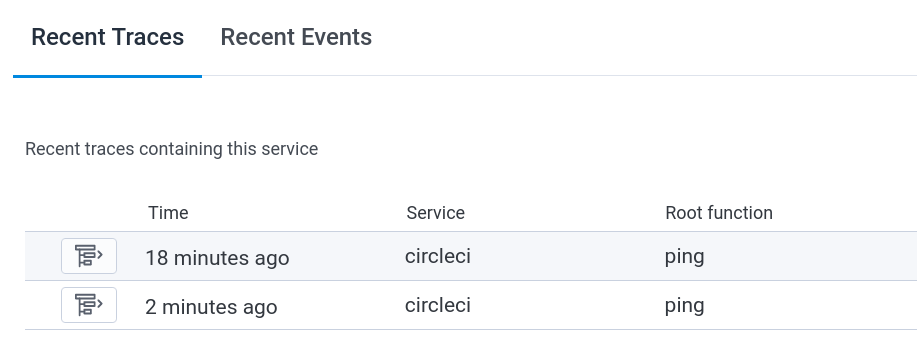 Recent Traces Recent Events
Recent traces containing this service
Time Service Root function
18 minutes ago circleci ping
2 minutes ago circleci ping